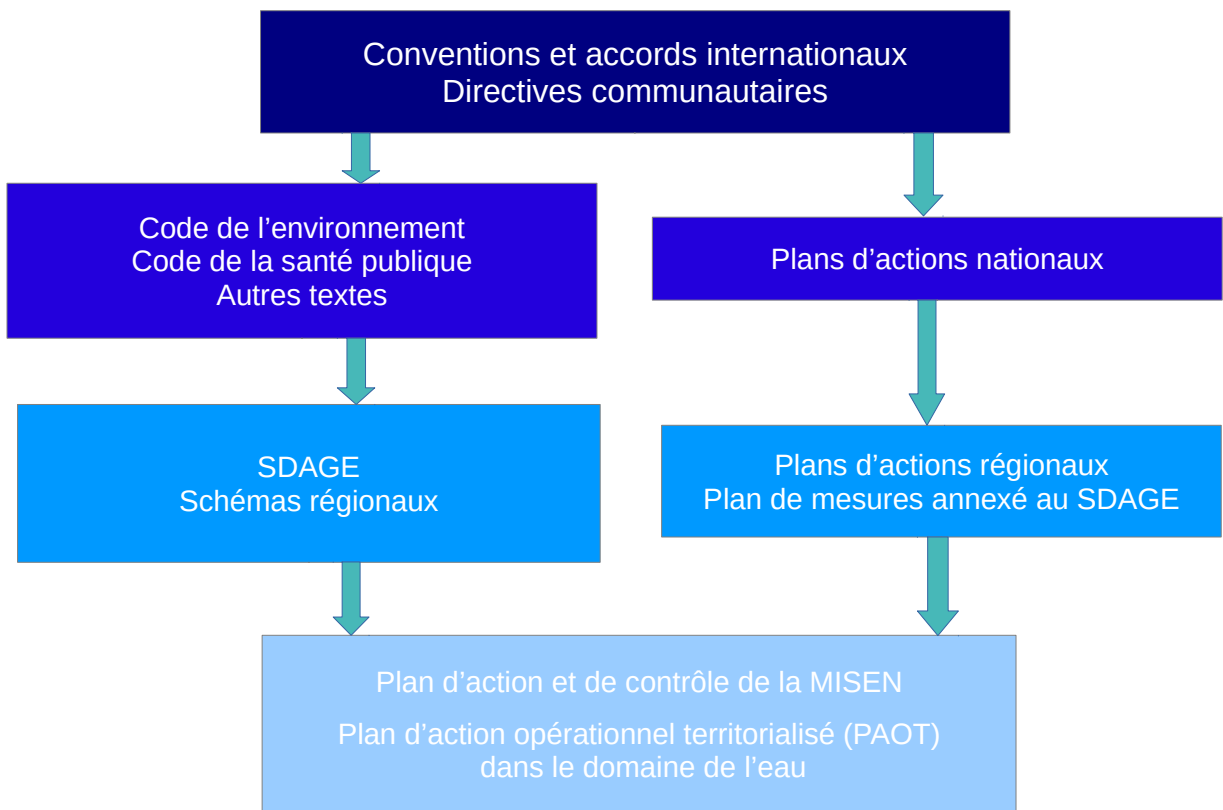 Conventions et accords internationaux
Directives communautaires
Code de l’environnement
Code de la santé publique
Autres textes
Plans d’actions nationaux
SDAGE
Schémas régionaux
Plans d’actions régionaux
Plan de mesures annexé au SDAGE
Plan d’action et de contrôle de la MISEN
Plan d’action opérationnel territorialisé (PAOT)
dans le domaine de l’eau